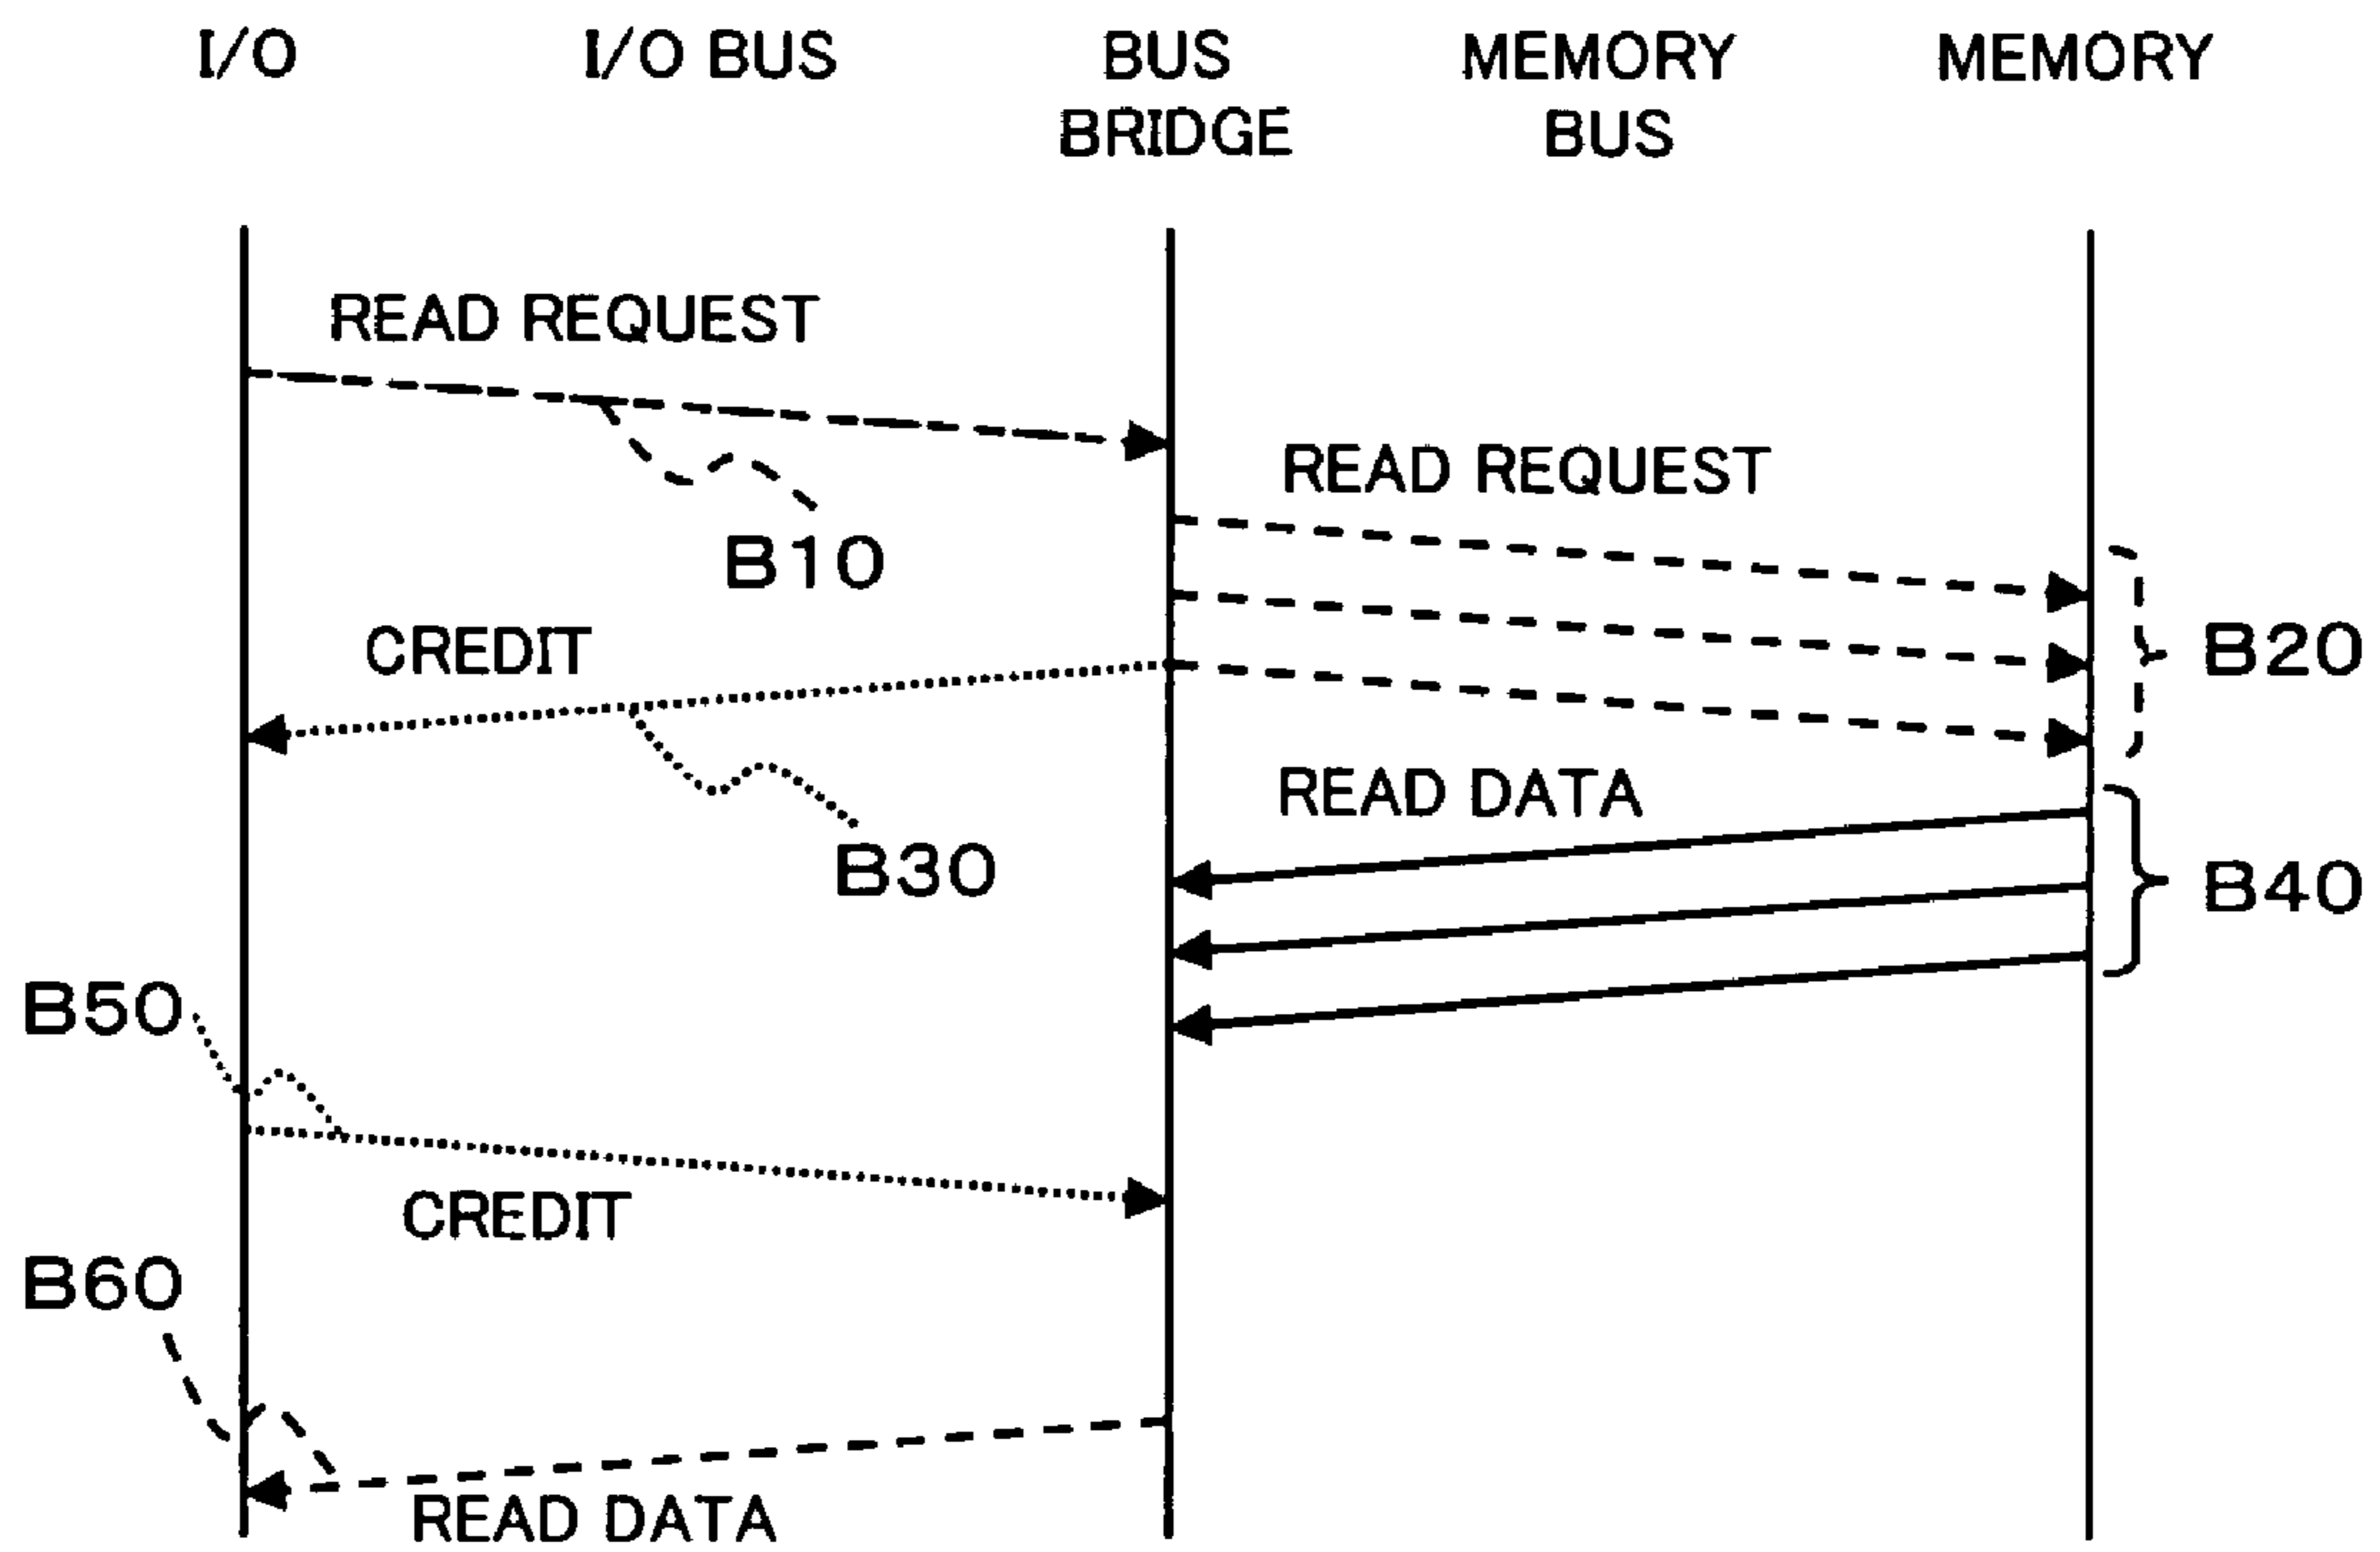 I/O
I/O BUS
BUS
BRIDGE
MEMORY
BUS
MEMORY
READ REQUEST
B10
READ REQUEST
B20
CREDIT
B30
READ DATA
B40
B50
CREDIT
B60
READ DATA